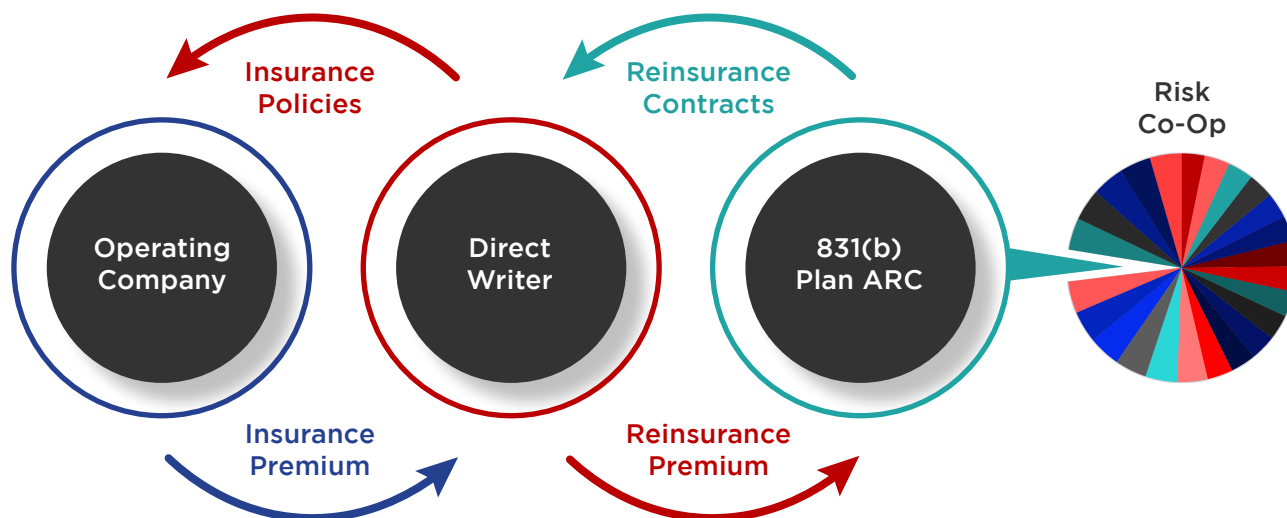 Insurance
Policies
Reinsurance
Contracts
Risk
Co-Op
Operating
Company
Direct
Writer
831(b)
Plan ARC
Insurance
Premium
Reinsurance
Premium